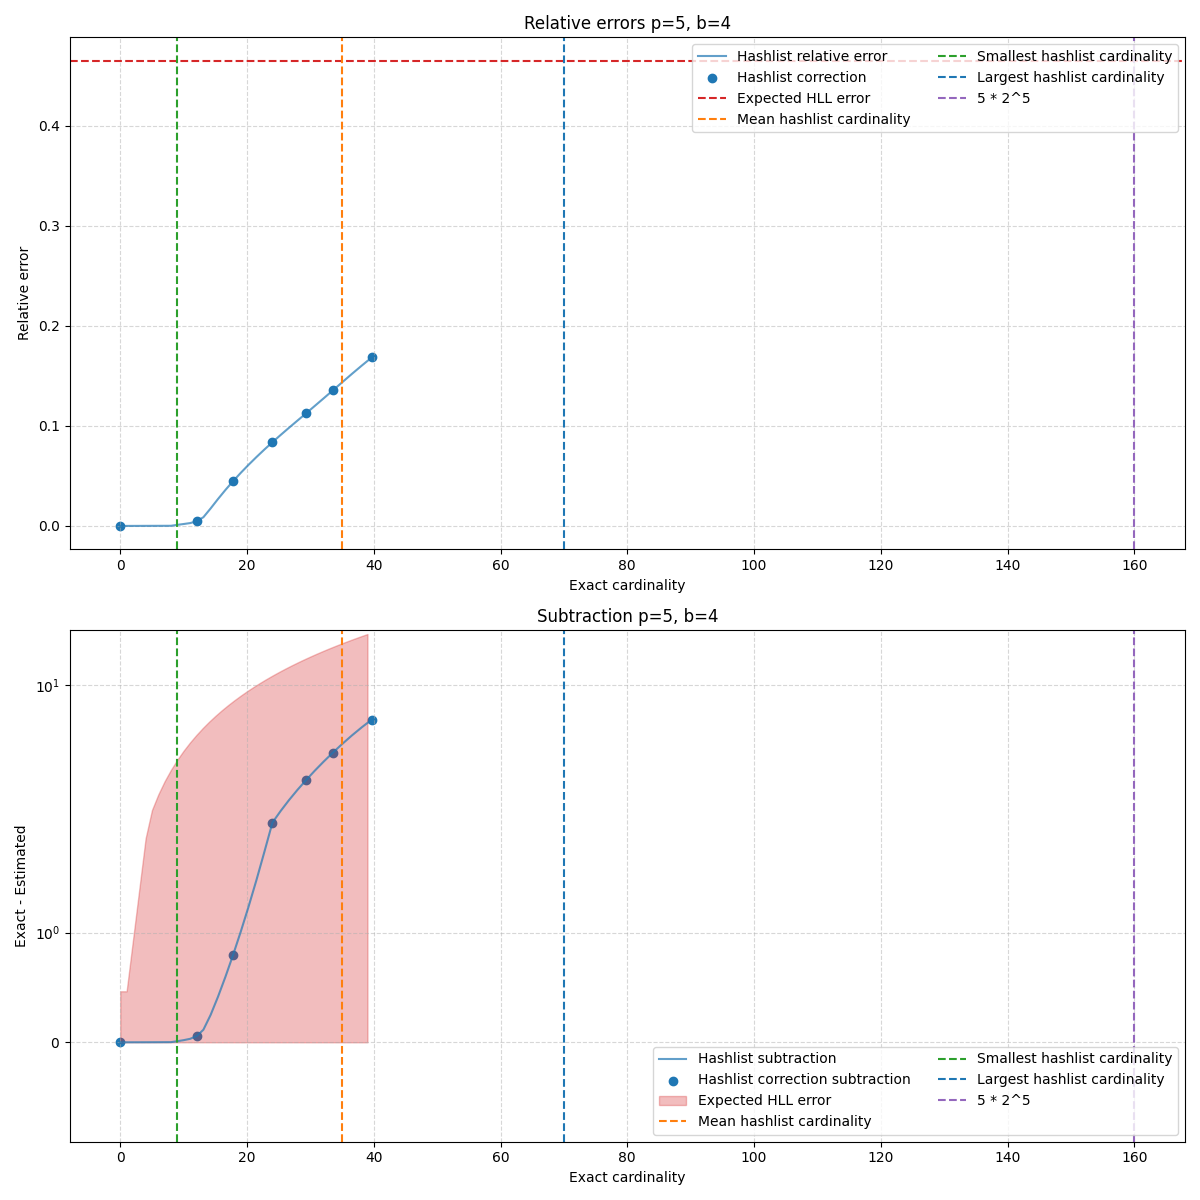 Relative errors p=5, b=4
Hashlist relative error
Hashlist correction
Expected HLL error
Mean hashlist cardinality
Smallest hashlist cardinality
Largest hashlist cardinality
5 * 2^5
Relative error
0.4
0.3
0.2
0.1
0.0
0 20 40 60 80 100 120 140 160
Exact cardinality
Subtraction p=5, b=4
Exact - Estimated
10^1
10^0
0
Hashlist subtraction
Hashlist correction subtraction
Expected HLL error
Mean hashlist cardinality
Smallest hashlist cardinality
Largest hashlist cardinality
5 * 2^5
0 20 40 60 80 100 120 140 160
Exact cardinality